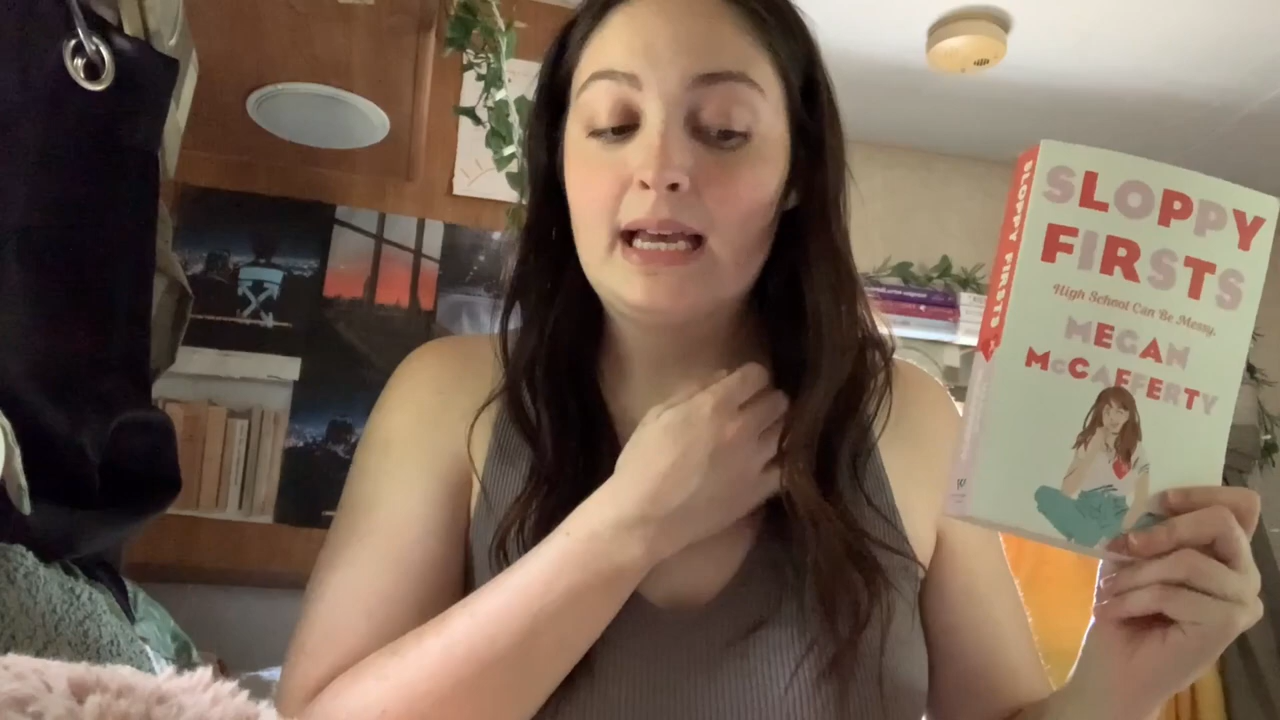 SLOPPY FIRSTS
SLOPPY
FIRSTS
High School Can Be Messy.
MEGAN
McCAFFERTY